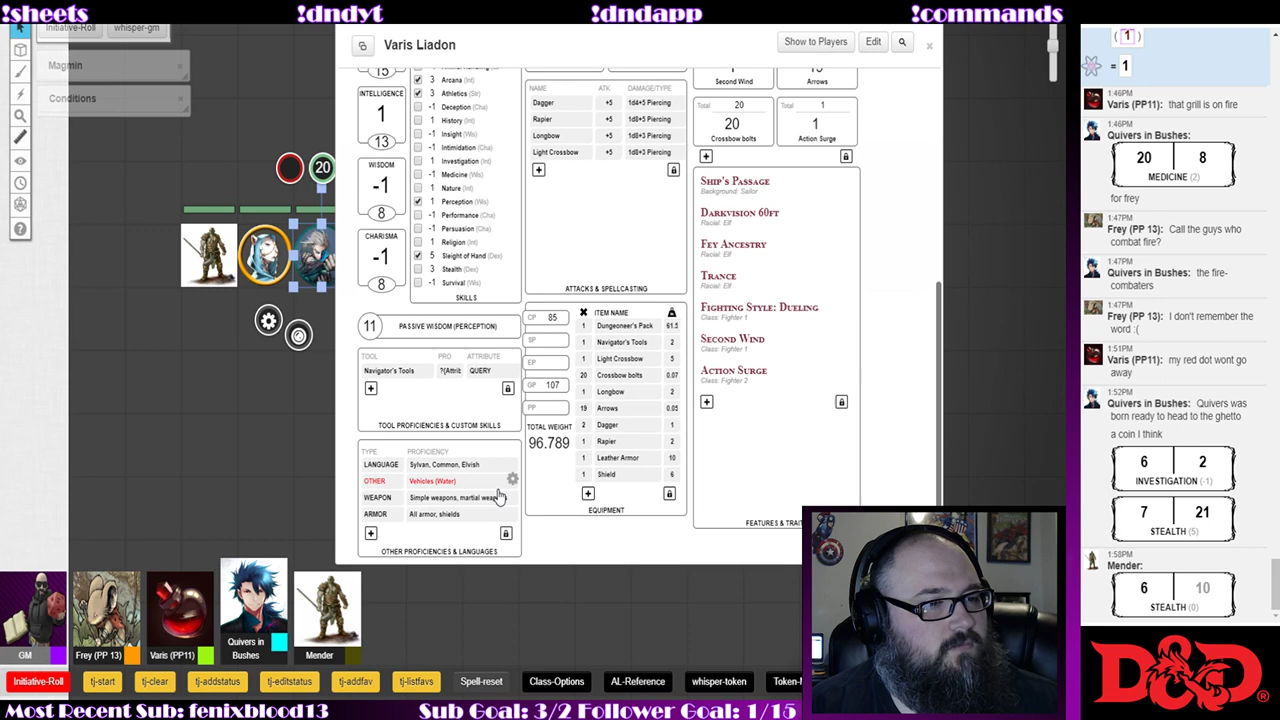 !sheets !dndyt !dndapp !commands
Initiative-Roll whisper-gm
Magmin
Conditions
20
Varis Liadon
Show to Players Edit
15
INTELLIGENCE
1
13
WISDOM
-1
8
CHARISMA
-1
8
3 Arcana (Int)
3 Athletics (Str)
-1 Deception (Cha)
1 History (Int)
-1 Insight (Wis)
-1 Intimidation (Cha)
1 Investigation (Int)
-1 Medicine (Wis)
1 Nature (Int)
1 Perception (Wis)
-1 Performance (Cha)
-1 Persuasion (Cha)
1 Religion (Int)
5 Sleight of Hand (Dex)
3 Stealth (Dex)
-1 Survival (Wis)
SKILLS
11 PASSIVE WISDOM (PERCEPTION)
TOOL PRO ATTRIBUTE
Navigator's Tools ?{Attrib QUERY
TOOL PROFICIENCIES & CUSTOM SKILLS
TYPE PROFICIENCY
LANGUAGE Sylvan, Common, Elvish
OTHER Vehicles (Water)
WEAPON Simple weapons, martial
ARMOR All armor, shields
OTHER PROFICIENCIES & LANGUAGES
NAME ATK DAMAGE/TYPE
Dagger +5 1d4+5 Piercing
Rapier +5 1d8+5 Piercing
Longbow +5 1d8+3 Piercing
Light Crossbow +5 1d8+3 Piercing
ATTACKS & SPELLCASTING
CP 85
SP
EP
GP 107
PP
TOTAL WEIGHT
96.789
ITEM NAME
1 Dungeoneer's Pack 61.5
1 Navigator's Tools 2
1 Light Crossbow 5
20 Crossbow bolts 0.07
1 Longbow 2
19 Arrows 0.05
2 Dagger 1
1 Rapier 2
1 Leather Armor 10
1 Shield 6
EQUIPMENT
Second Wind Arrows
Total 20 Total 1
20 1
Crossbow bolts Action Surge
Ship's Passage
Background: Sailor
Darkvision 60ft
Racial: Elf
Fey Ancestry
Racial: Elf
Trance
Racial: Elf
Fighting Style: Dueling
Class: Fighter 1
Second Wind
Class: Fighter 1
Action Surge
Class: Fighter 2
FEATURES & TRAI
( 1 )
= 1
1:46PM
Varis (PP11): that grill is on fire
1:46PM
Quivers in Bushes:
20 8
MEDICINE (2)
for frey
1:47PM
Frey (PP 13): Call the guys who
combat fire?
1:47PM
Quivers in Bushes: the fire-
combaters
1:47PM
Frey (PP 13): I don't remember the
word :(
1:51PM
Varis (PP11): my red dot wont go
away
1:52PM
Quivers in Bushes: Quivers was
born ready to head to the ghetto
a coin I think
6 2
INVESTIGATION (-1)
7 21
STEALTH (5)
1:58PM
Mender:
6 10
STEALTH (0)
GM
Frey (PP 13)
Varis (PP11)
Quivers in
Bushes
Mender
Initiative-Roll tj-start tj-clear tj-addstatus tj-editstatus tj-addfav tj-listfavs Spell-reset Class-Options AL-Reference whisper-token Token-M
D&D
Most Recent Sub: fenixblood13 Sub Goal: 3/2 Follower Goal: 1/15